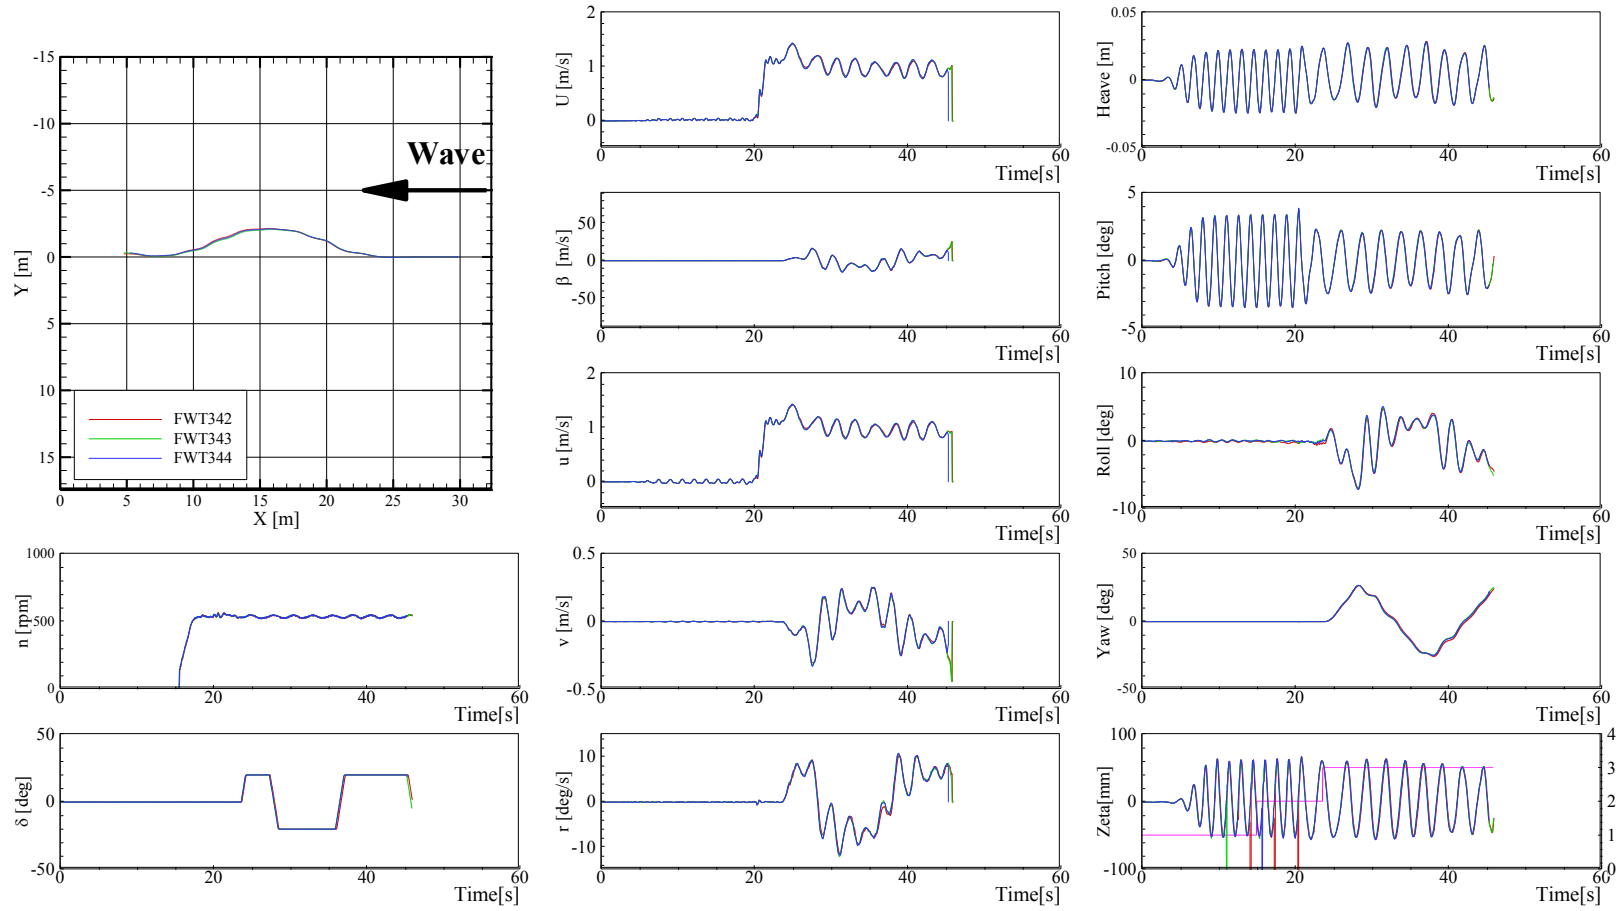 -15
-10
-5
0
5
10
15
Y [m]
Wave
FWT342
FWT343
FWT344
0 5 10 15 20 25 30
X [m]
2
1
0
U [m/s]
0 20 40 60
Time[s]
0.05
0
-0.05
Heave [m]
0 20 40 60
Time[s]
50
0
-50
β [m/s]
0 20 40 60
Time[s]
5
0
-5
Pitch [deg]
0 20 40 60
Time[s]
2
1
0
u [m/s]
0 20 40 60
Time[s]
10
0
-10
Roll [deg]
0 20 40 60
Time[s]
1000
500
0
n [rpm]
0 20 40 60
Time[s]
0.5
0
-0.5
v [m/s]
0 20 40 60
Time[s]
50
0
-50
Yaw [deg]
0 20 40 60
Time[s]
50
0
-50
δ [deg]
0 20 40 60
Time[s]
10
0
-10
r [deg/s]
0 20 40 60
Time[s]
100
0
-100
Zeta[mm]
4
3
2
1
0
0 20 40 60
Time[s]